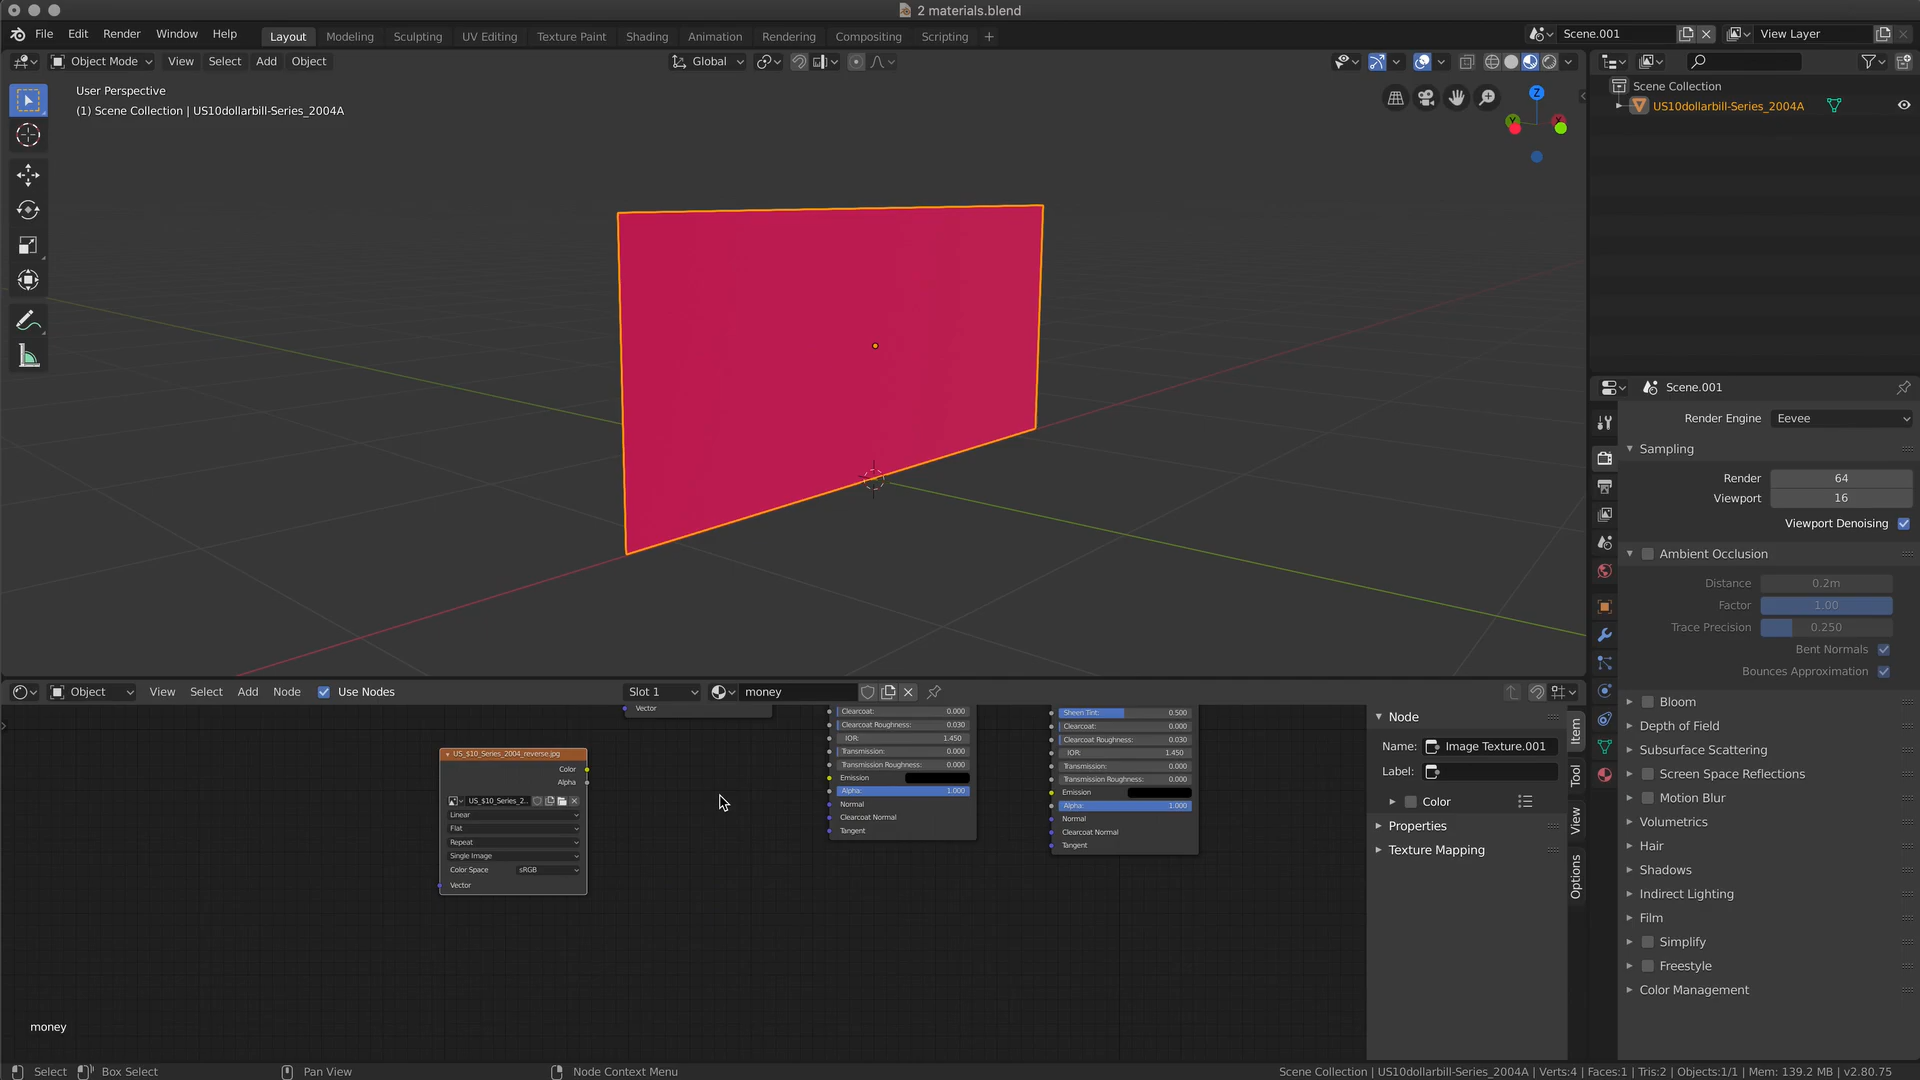 2 materials.blend
File Edit Render Window Help Layout Modeling Sculpting UV Editing Texture Paint Shading Animation Rendering Compositing Scripting + Scene.001 View Layer
Object Mode View Select Add Object Global
User Perspective
(1) Scene Collection | US10dollarbill-Series_2004A
Z
Y
Scene Collection
US10dollarbill-Series_2004A
Scene.001
Render Engine Eevee
Sampling
Render 64
Viewport 16
Viewport Denoising
Ambient Occlusion
Distance 0.2m
Factor 1.00
Trace Precision 0.250
Bent Normals
Bounces Approximation
Bloom
Depth of Field
Subsurface Scattering
Screen Space Reflections
Motion Blur
Volumetrics
Hair
Shadows
Indirect Lighting
Film
Simplify
Freestyle
Color Management
Object View Select Add Node Use Nodes Slot 1 money
Vector
US_$10_Series_2004_reverse.jpg
Color
Alpha
US_$10_Series_2..
Linear
Flat
Repeat
Single Image
Color Space sRGB
Vector
Clearcoat: 0.000
Clearcoat Roughness: 0.030
IOR: 1.450
Transmission: 0.000
Transmission Roughness: 0.000
Emission
Alpha: 1.000
Normal
Clearcoat Normal
Tangent
Sheen Tint: 0.500
Clearcoat: 0.000
Clearcoat Roughness: 0.030
IOR: 1.450
Transmission: 0.000
Transmission Roughness: 0.000
Emission
Alpha: 1.000
Normal
Clearcoat Normal
Tangent
Node
Name: Image Texture.001
Label:
Color
Properties
Texture Mapping
Item
Tool
View
Options
money
Select Box Select Pan View Node Context Menu Scene Collection | US10dollarbill-Series_2004A | Verts:4 | Faces:1 | Tris:2 | Objects:1/1 | Mem: 139.2 MB | v2.80.75